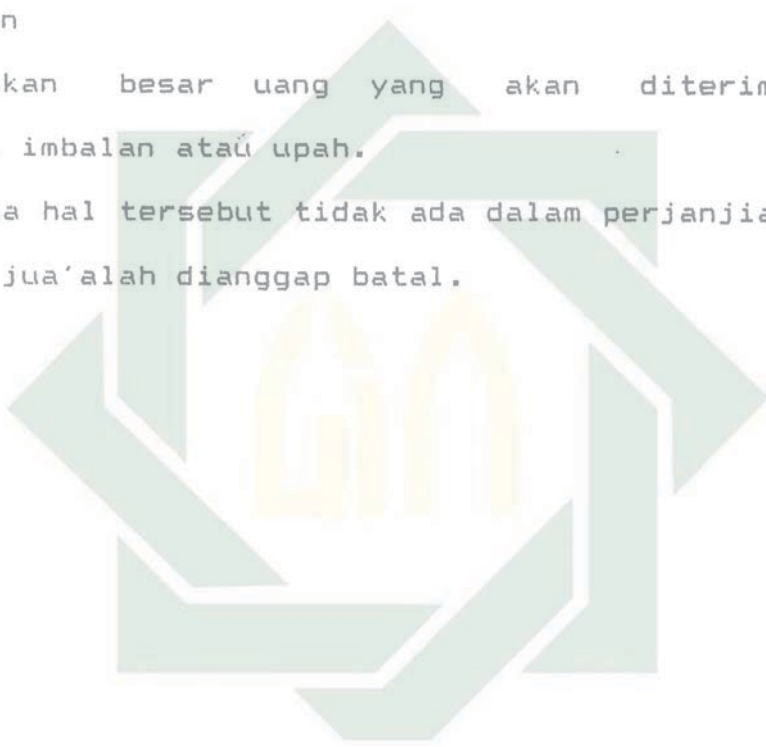 n
kan besar uang yang akan diterim
imbalan atau upah.
a hal tersebut tidak ada dalam perjanjia
jua'alah dianggap batal.